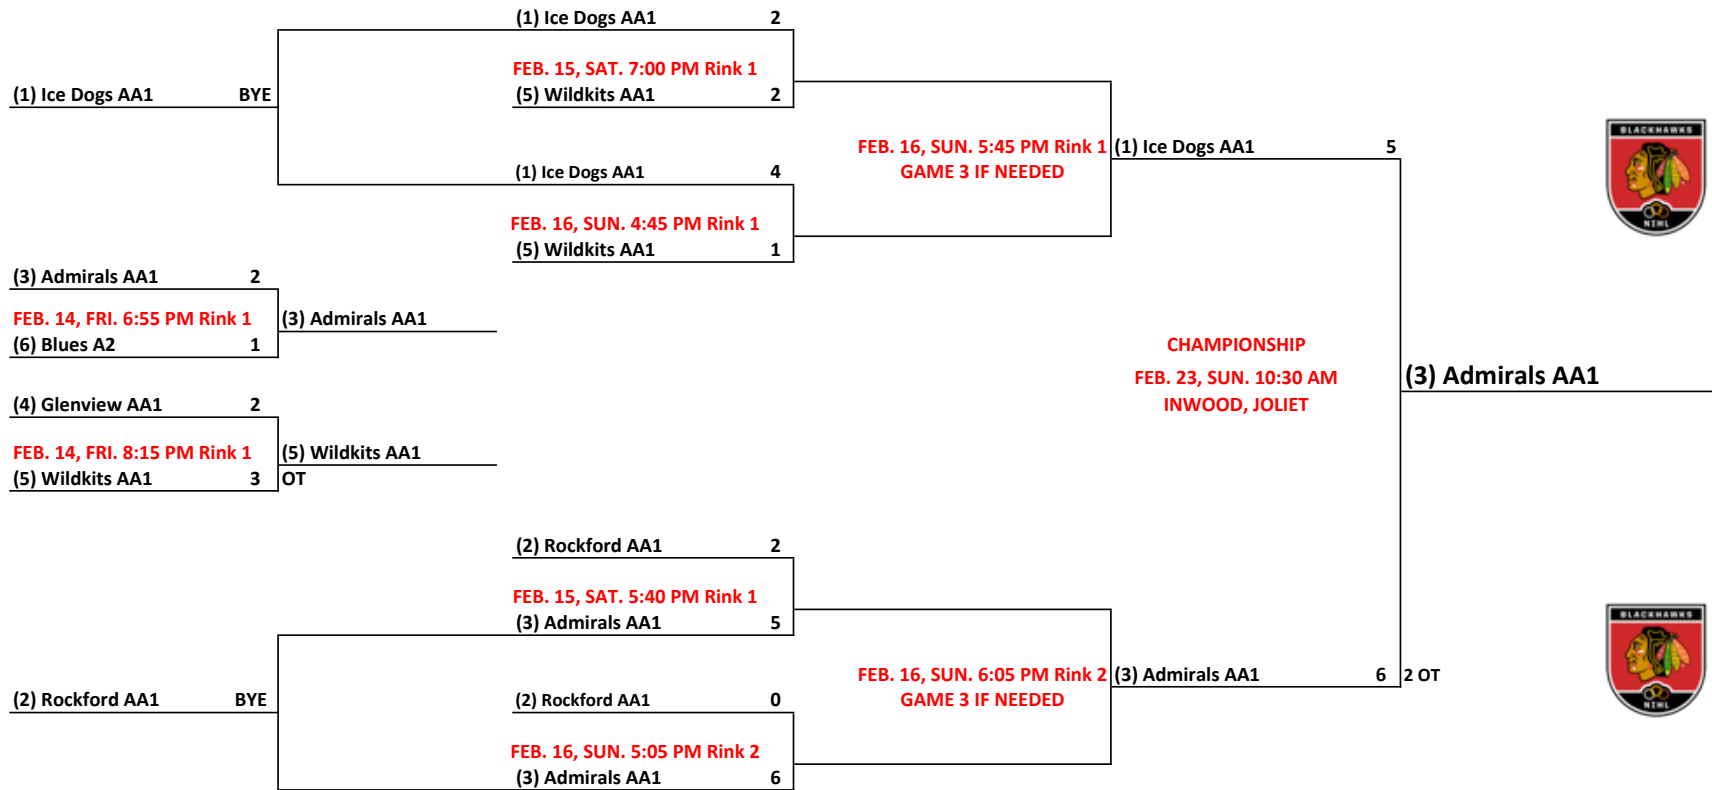 (1) Ice Dogs AA1 2
FEB. 15, SAT. 7:00 PM Rink 1
(1) Ice Dogs AA1 BYE
(5) Wildkits AA1 2
FEB. 16, SUN. 5:45 PM Rink 1
(1) Ice Dogs AA1 5
GAME 3 IF NEEDED
(1) Ice Dogs AA1 4
FEB. 16, SUN. 4:45 PM Rink 1
(5) Wildkits AA1 1
BLACKHAWKS
NIHL
(3) Admirals AA1 2
FEB. 14, FRI. 6:55 PM Rink 1
(3) Admirals AA1
(6) Blues A2 1
CHAMPIONSHIP
FEB. 23, SUN. 10:30 AM
INWOOD, JOLIET
(3) Admirals AA1
(4) Glenview AA1 2
FEB. 14, FRI. 8:15 PM Rink 1
(5) Wildkits AA1
(5) Wildkits AA1 3 OT
(2) Rockford AA1 2
FEB. 15, SAT. 5:40 PM Rink 1
(3) Admirals AA1 5
FEB. 16, SUN. 6:05 PM Rink 2
(3) Admirals AA1 6 2 OT
GAME 3 IF NEEDED
(2) Rockford AA1 BYE
(2) Rockford AA1 0
FEB. 16, SUN. 5:05 PM Rink 2
(3) Admirals AA1 6
BLACKHAWKS
NIHL